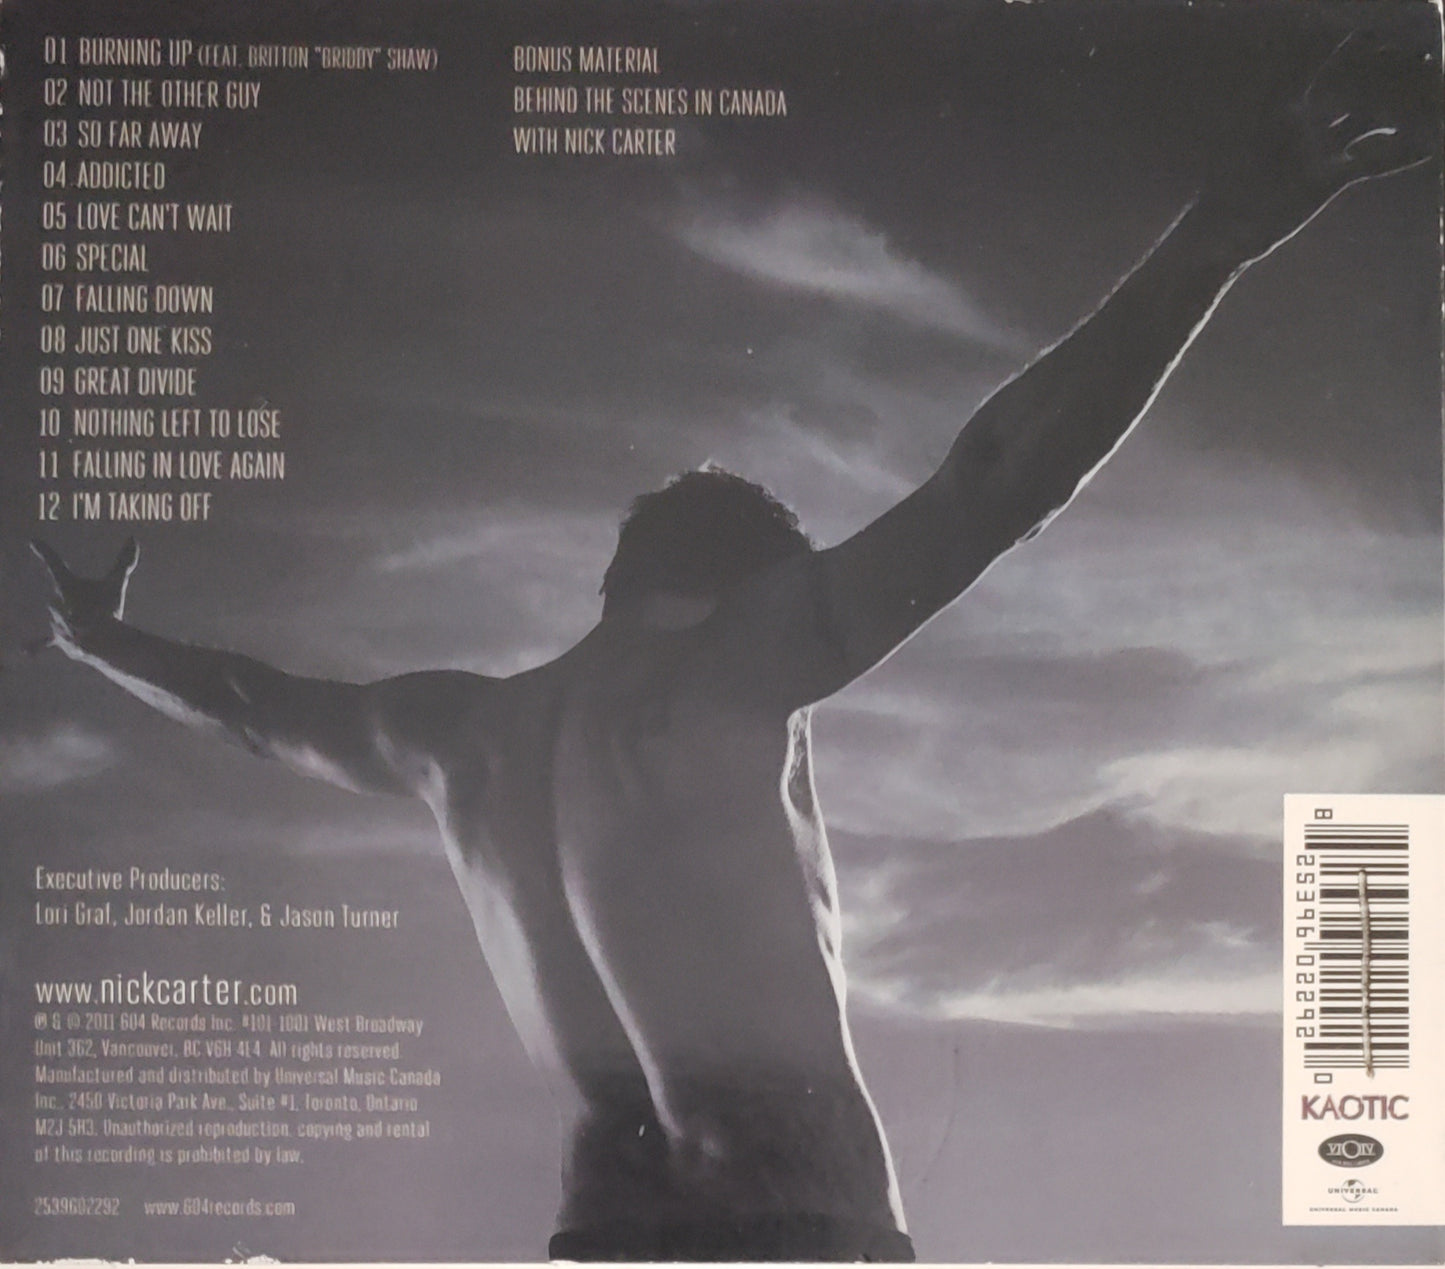 01 BURNING UP (FEAT. BRITTON "BRIDDY" SHAW)
02 NOT THE OTHER GUY
03 SO FAR AWAY
04 ADDICTED
05 LOVE CAN'T WAIT
06 SPECIAL
07 FALLING DOWN
08 JUST ONE KISS
09 GREAT DIVIDE
10 NOTHING LEFT TO LOSE
11 FALLING IN LOVE AGAIN
12 I'M TAKING OFF
BONUS MATERIAL
BEHIND THE SCENES IN CANADA
WITH NICK CARTER
Executive Producers:
Lori Graf, Jordan Keller, & Jason Turner
www.nickcarter.com
℗ & © 2011 604 Records Inc. #101-1001 West Broadway
Unit 362, Vancouver, BC V6H 4E4. All rights reserved.
Manufactured and distributed by Universal Music Canada
Inc., 2450 Victoria Park Ave., Suite #1, Toronto, Ontario
M2J 5H3. Unauthorized reproduction, copying and rental
of this recording is prohibited by law.
2539602292 www.604records.com
0 26220 96E52 8
KAOTIC
604
UNIVERSAL
UNIVERSAL MUSIC CANADA